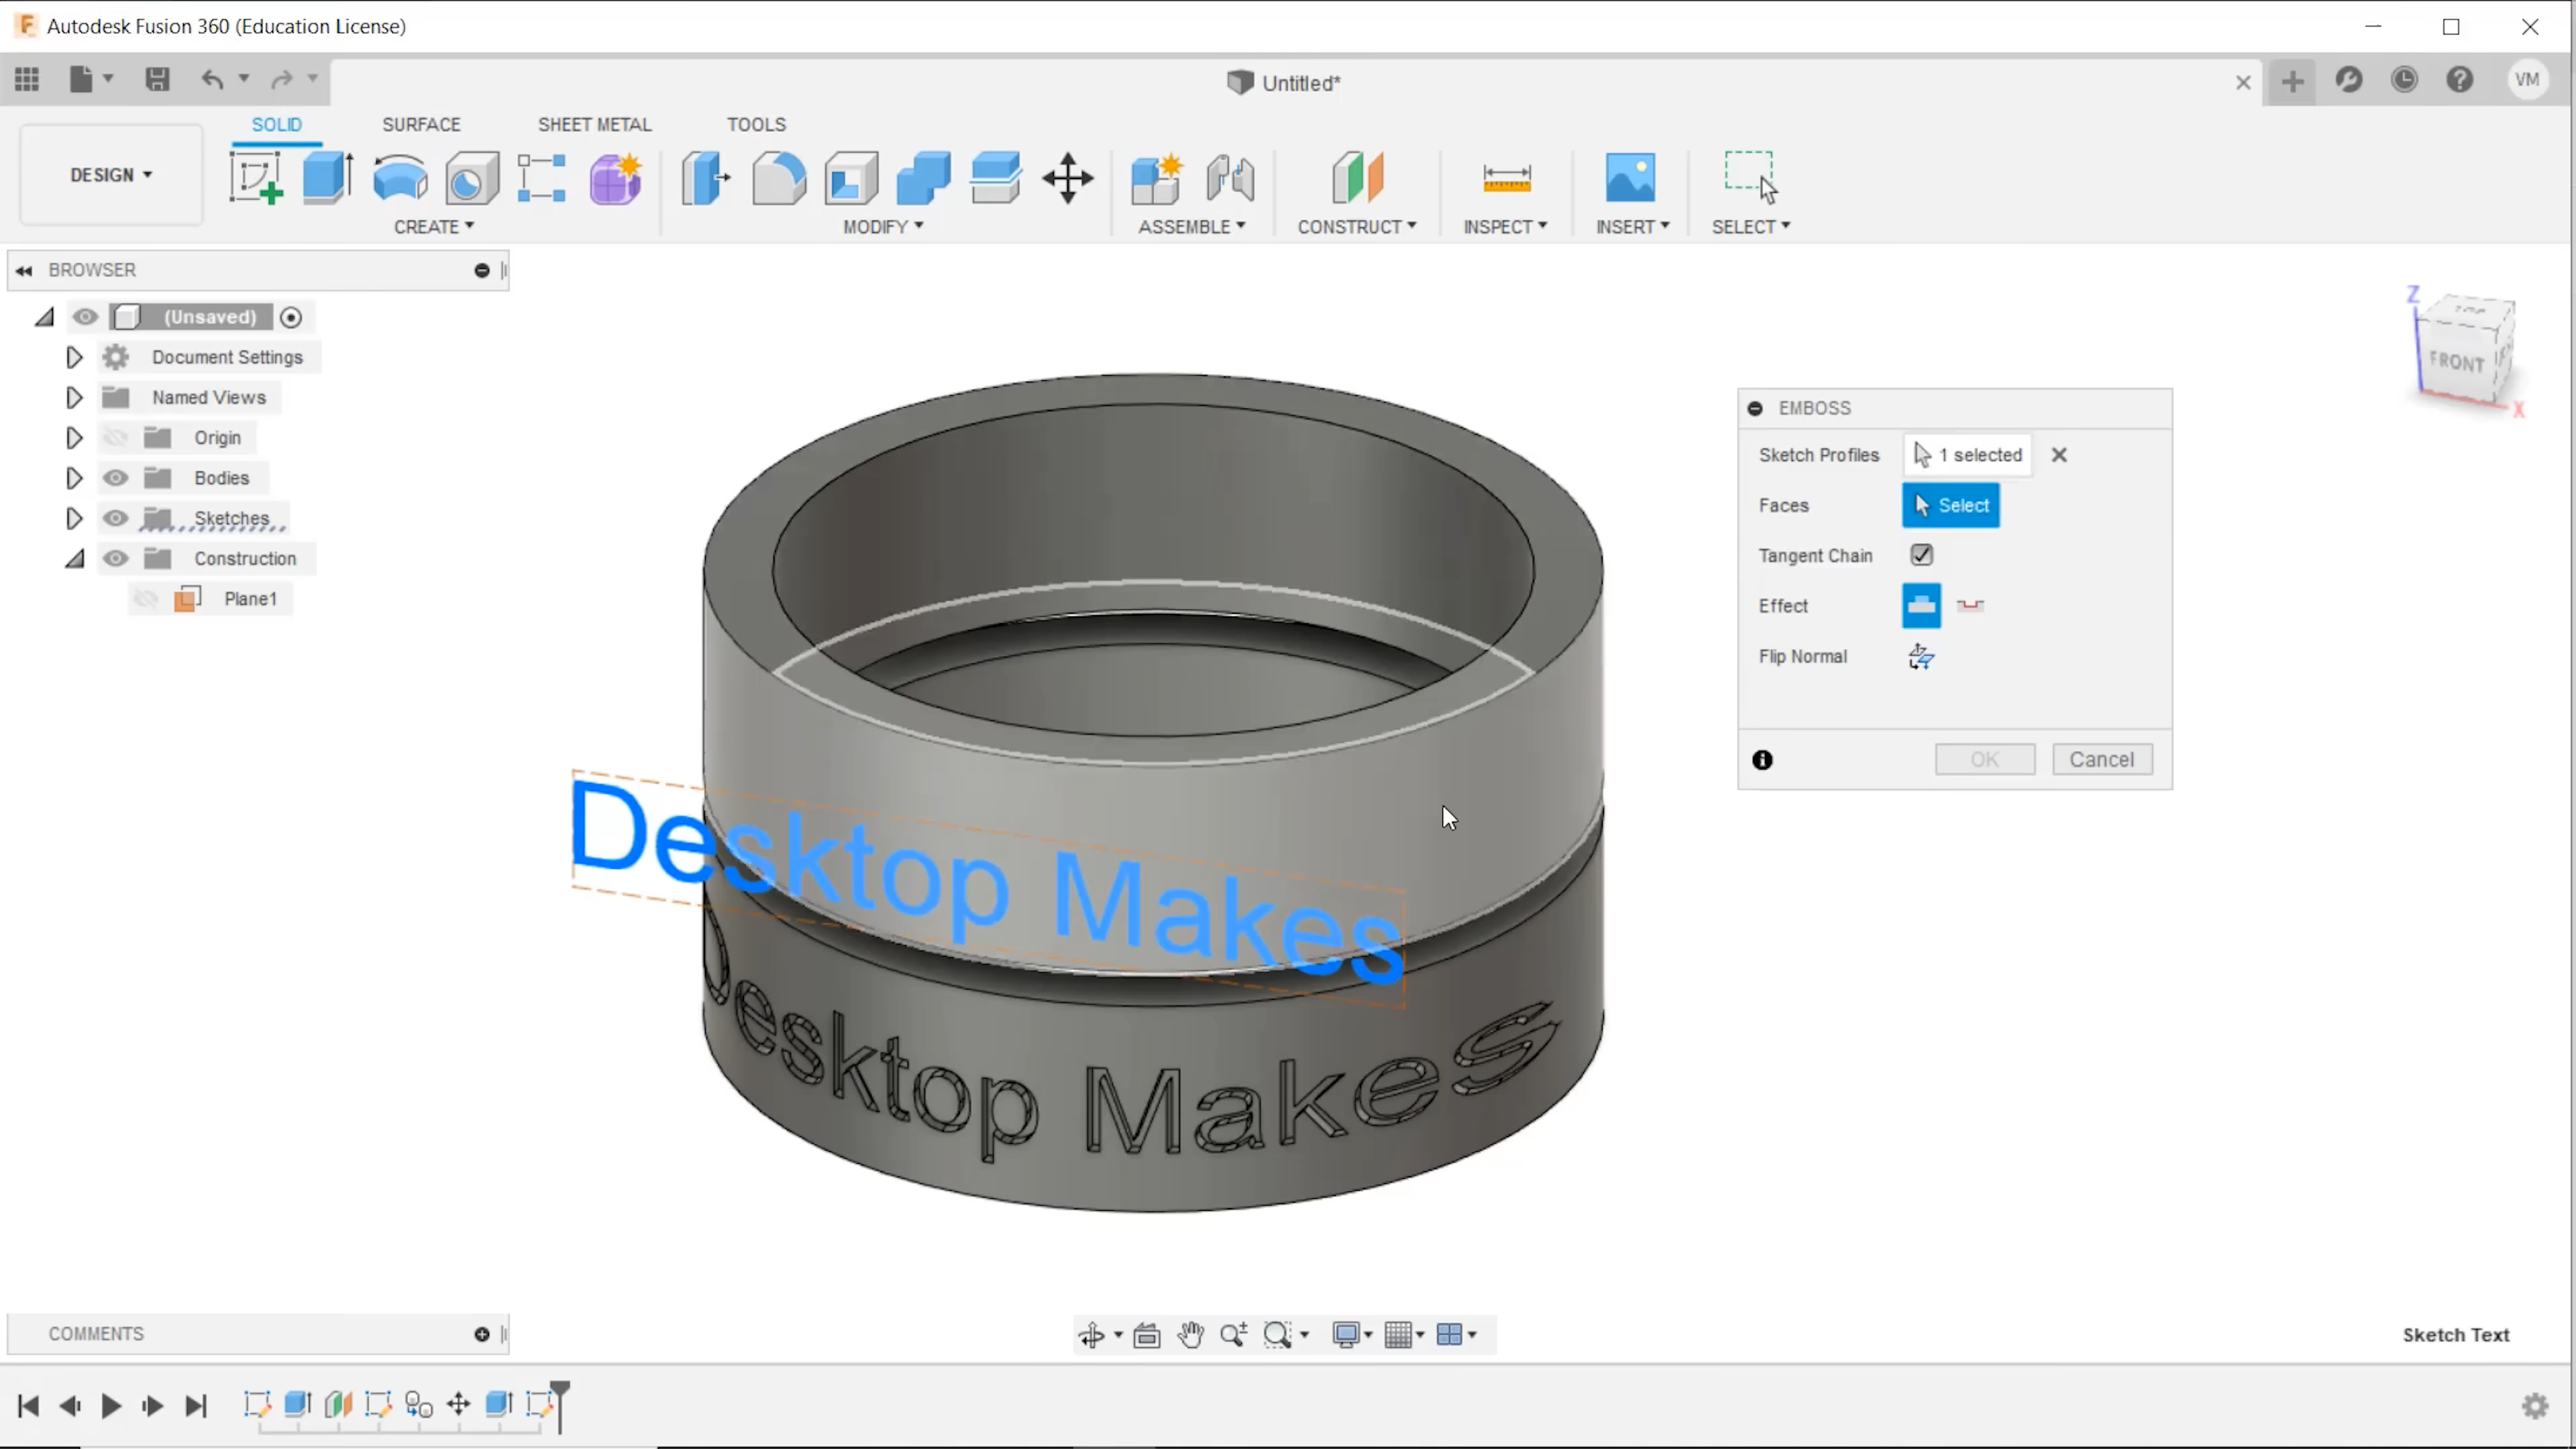 Autodesk Fusion 360 (Education License)
Untitled*
VM
SOLID
SURFACE
SHEET METAL
TOOLS
DESIGN
CREATE
MODIFY
ASSEMBLE
CONSTRUCT
INSPECT
INSERT
SELECT
BROWSER
(Unsaved)
Document Settings
Named Views
Origin
Bodies
Sketches
Construction
Plane1
Z
TOP
FRONT
X
EMBOSS
Sketch Profiles
1 selected
Faces
Select
Tangent Chain
Effect
Flip Normal
OK
Cancel
Desktop Makes
Desktop Makes
COMMENTS
Sketch Text